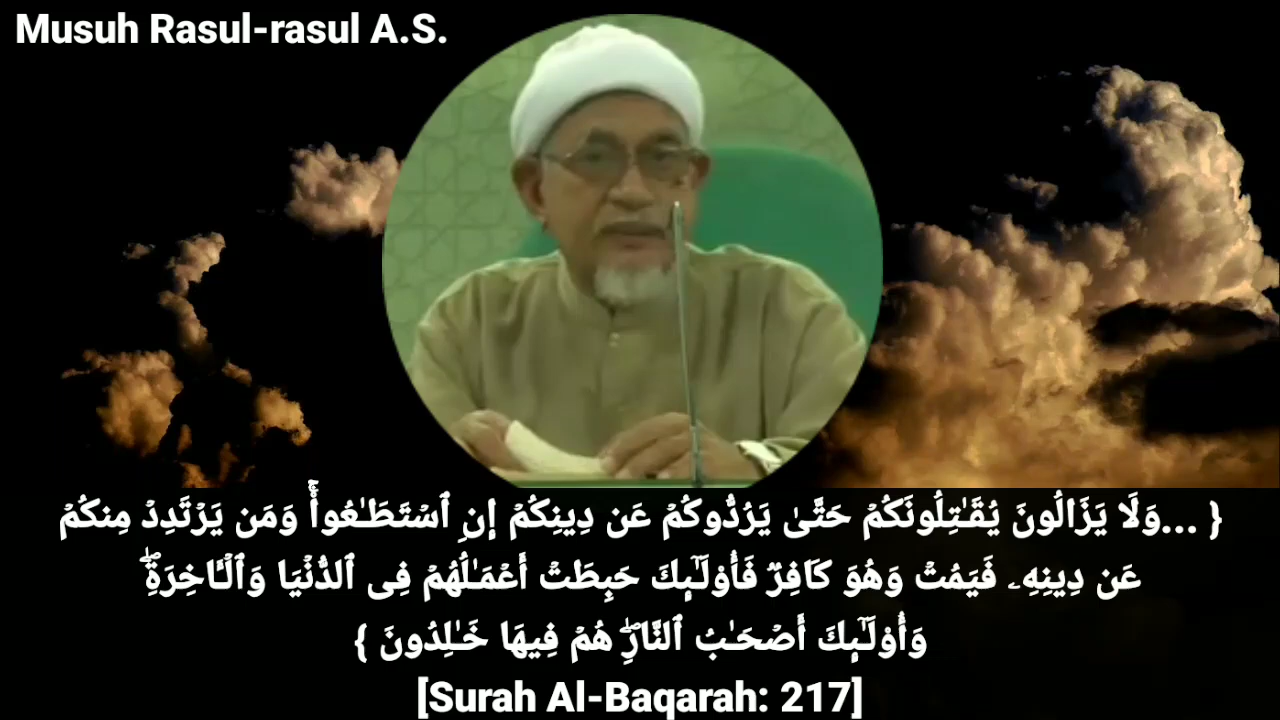 Musuh Rasul-rasul A.S.
{ ...وَلَا يَزَالُونَ يُقَـٰتِلُونَكُمْ حَتَّىٰ يَرُدُّوكُمْ عَن دِينِكُمْ إِنِ ٱسْتَطَـٰعُوا۟ۚ وَمَن يَرْتَدِدْ مِنكُمْ
عَن دِينِهِۦ فَيَمُتْ وَهُوَ كَافِرٌ فَأُو۟لَـٰٓئِكَ حَبِطَتْ أَعْمَـٰلُهُمْ فِى ٱلدُّنْيَا وَٱلْـَٔاخِرَةِۖ
وَأُو۟لَـٰٓئِكَ أَصْحَـٰبُ ٱلنَّارِۖ هُمْ فِيهَا خَـٰلِدُونَ }
[Surah Al-Baqarah: 217]